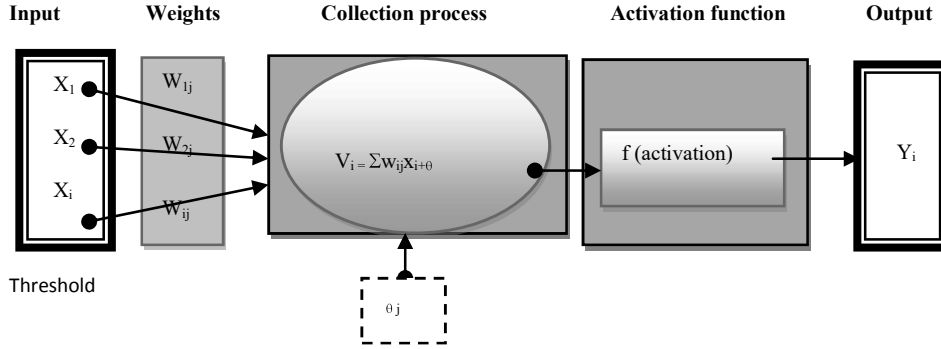 Input Weights Collection process Activation function Output
X1 W1j
X2 W2j
Vi = Σwijxi+θ
f (activation)
Yi
Xi
Wij
Threshold
θ j